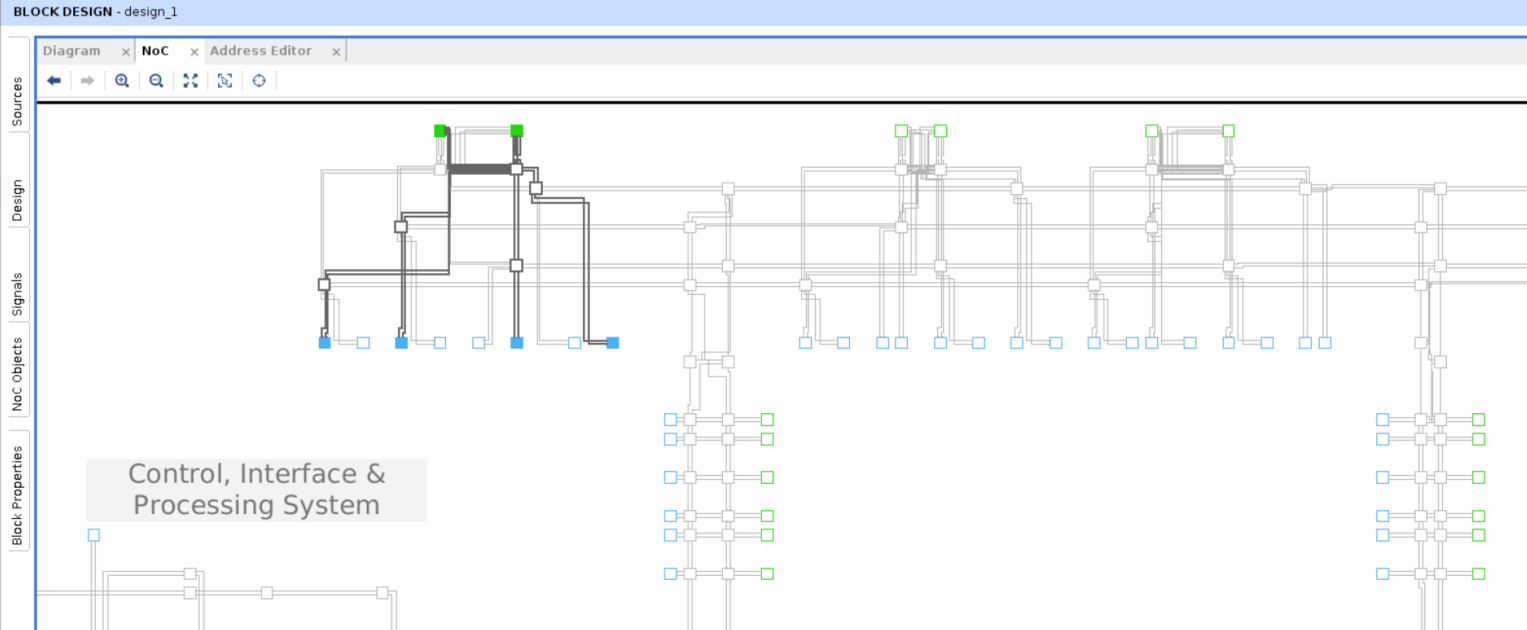 BLOCK DESIGN - design_1
Diagram × NoC × Address Editor ×
Sources
Design
Signals
NoC Objects
Block Properties
Control, Interface &
Processing System